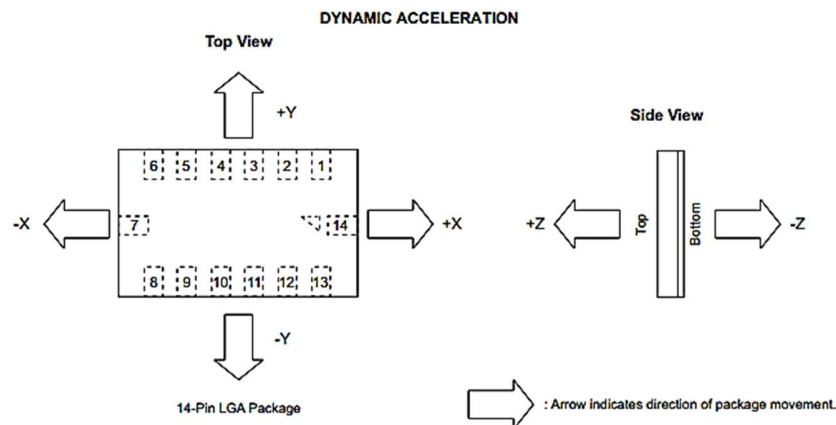 DYNAMIC ACCELERATION
Top View
+Y
6 5 4 3 2 1
-X
7
14
+X
8 9 10 11 12 13
-Y
14-Pin LGA Package
Side View
+Z
Top
Bottom
-Z
: Arrow indicates direction of package movement.